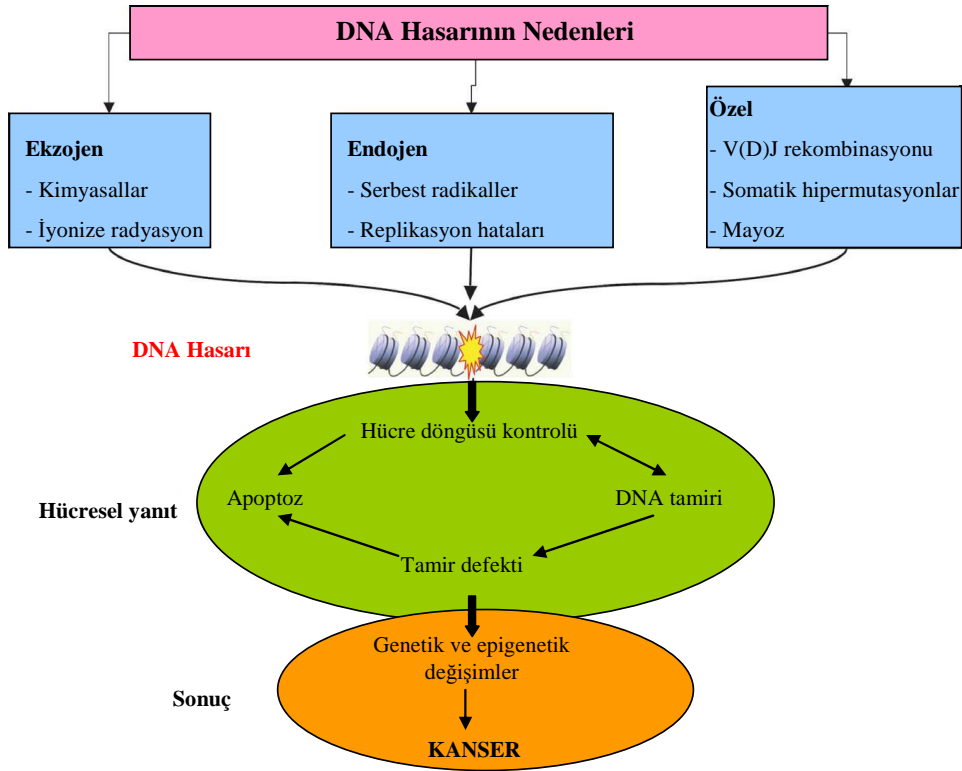 DNA Hasarının Nedenleri
Ekzojen
- Kimyasallar
- İyonize radyasyon
Endojen
- Serbest radikaller
- Replikasyon hataları
Özel
- V(D)J rekombinasyonu
- Somatik hipermutasyonlar
- Mayoz
DNA Hasarı
Hücre döngüsü kontrolü
Apoptoz
DNA tamiri
Hücresel yanıt
Tamir defekti
Genetik ve epigenetik
değişimler
Sonuç
KANSER